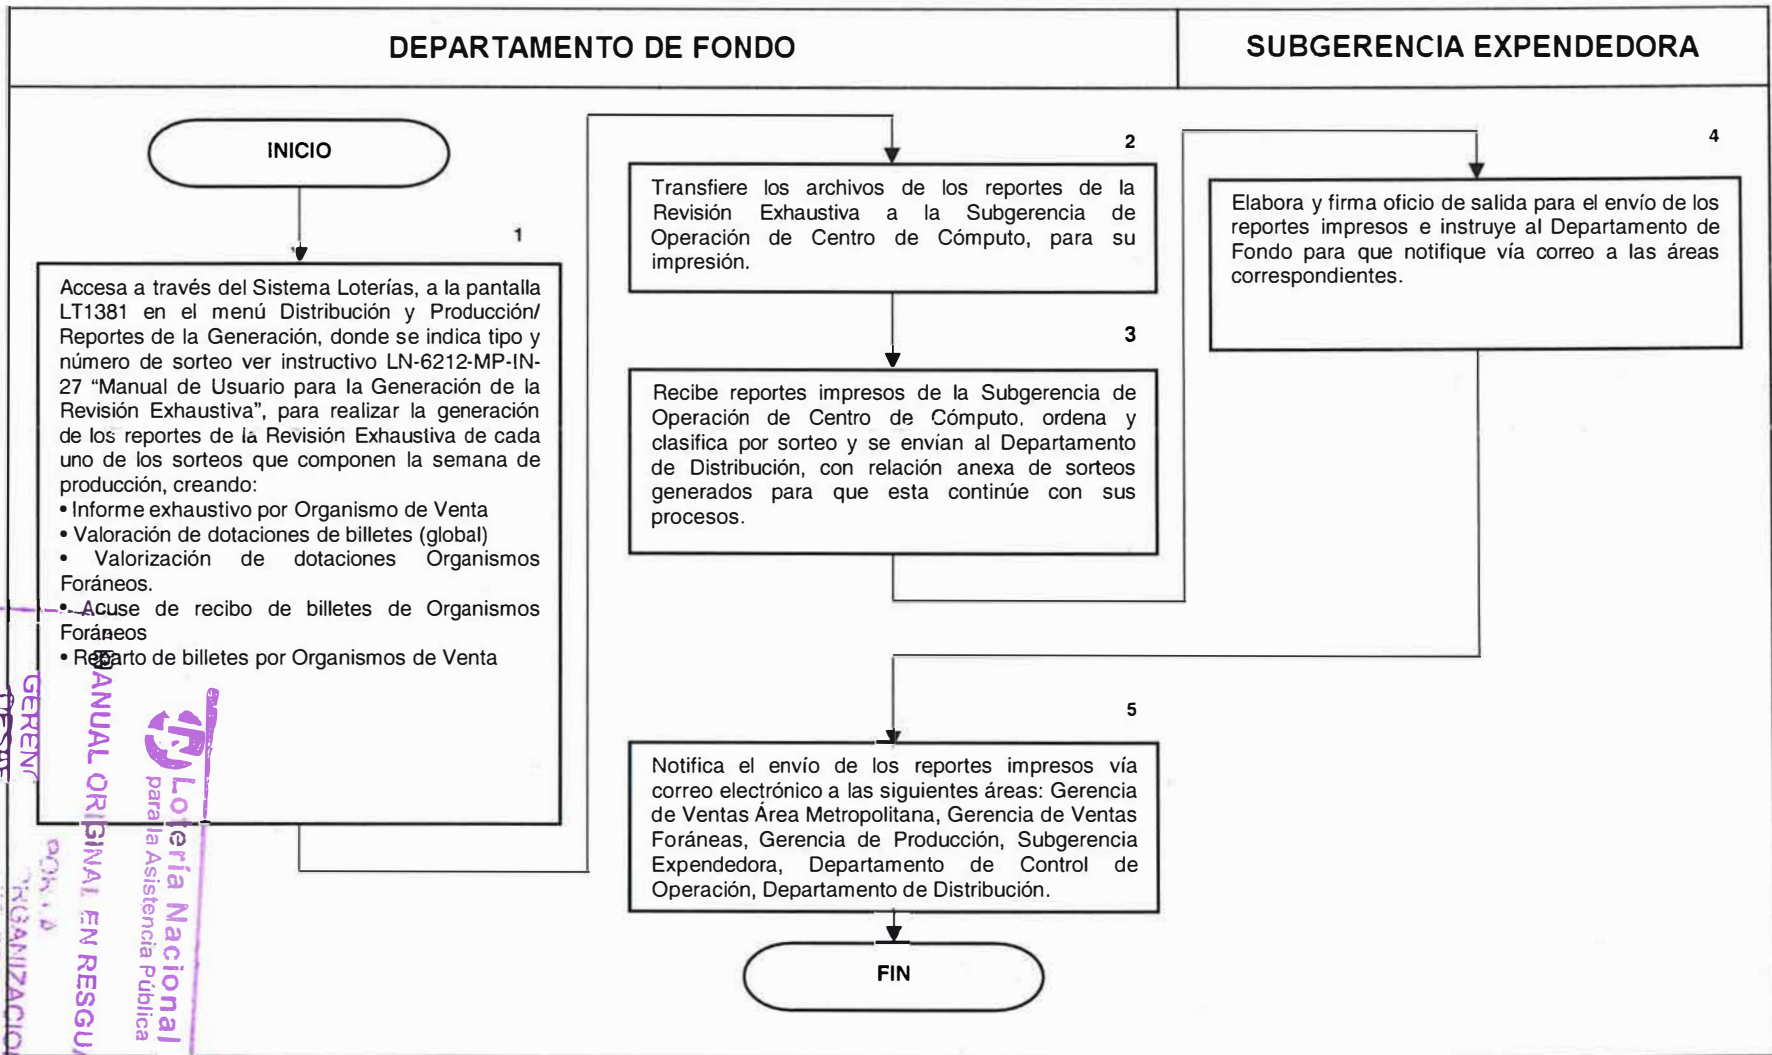 DEPARTAMENTO DE FONDO
SUBGERENCIA EXPENDEDORA
INICIO
1
Accesa a través del Sistema Loterías, a la pantalla
LT1381 en el menú Distribución y Producción/
Reportes de la Generación, donde se indica tipo y
número de sorteo ver instructivo LN-6212-MP-IN-
27 “Manual de Usuario para la Generación de la
Revisión Exhaustiva”, para realizar la generación
de los reportes de la Revisión Exhaustiva de cada
uno de los sorteos que componen la semana de
producción, creando:
• Informe exhaustivo por Organismo de Venta
• Valoración de dotaciones de billetes (global)
• Valorización de dotaciones Organismos
Foráneos.
• Acuse de recibo de billetes de Organismos
Foráneos
• Reparto de billetes por Organismos de Venta
2
Transfiere los archivos de los reportes de la
Revisión Exhaustiva a la Subgerencia de
Operación de Centro de Cómputo, para su
impresión.
3
Recibe reportes impresos de la Subgerencia de
Operación de Centro de Cómputo, ordena y
clasifica por sorteo y se envían al Departamento
de Distribución, con relación anexa de sorteos
generados para que esta continúe con sus
procesos.
4
Elabora y firma oficio de salida para el envío de los
reportes impresos e instruye al Departamento de
Fondo para que notifique vía correo a las áreas
correspondientes.
5
Notifica el envío de los reportes impresos vía
correo electrónico a las siguientes áreas: Gerencia
de Ventas Área Metropolitana, Gerencia de Ventas
Foráneas, Gerencia de Producción, Subgerencia
Expendedora, Departamento de Control de
Operación, Departamento de Distribución.
FIN
Lotería Nacional
para la Asistencia Pública
MANUAL ORIGINAL EN RESGU
POR LA
GEREN